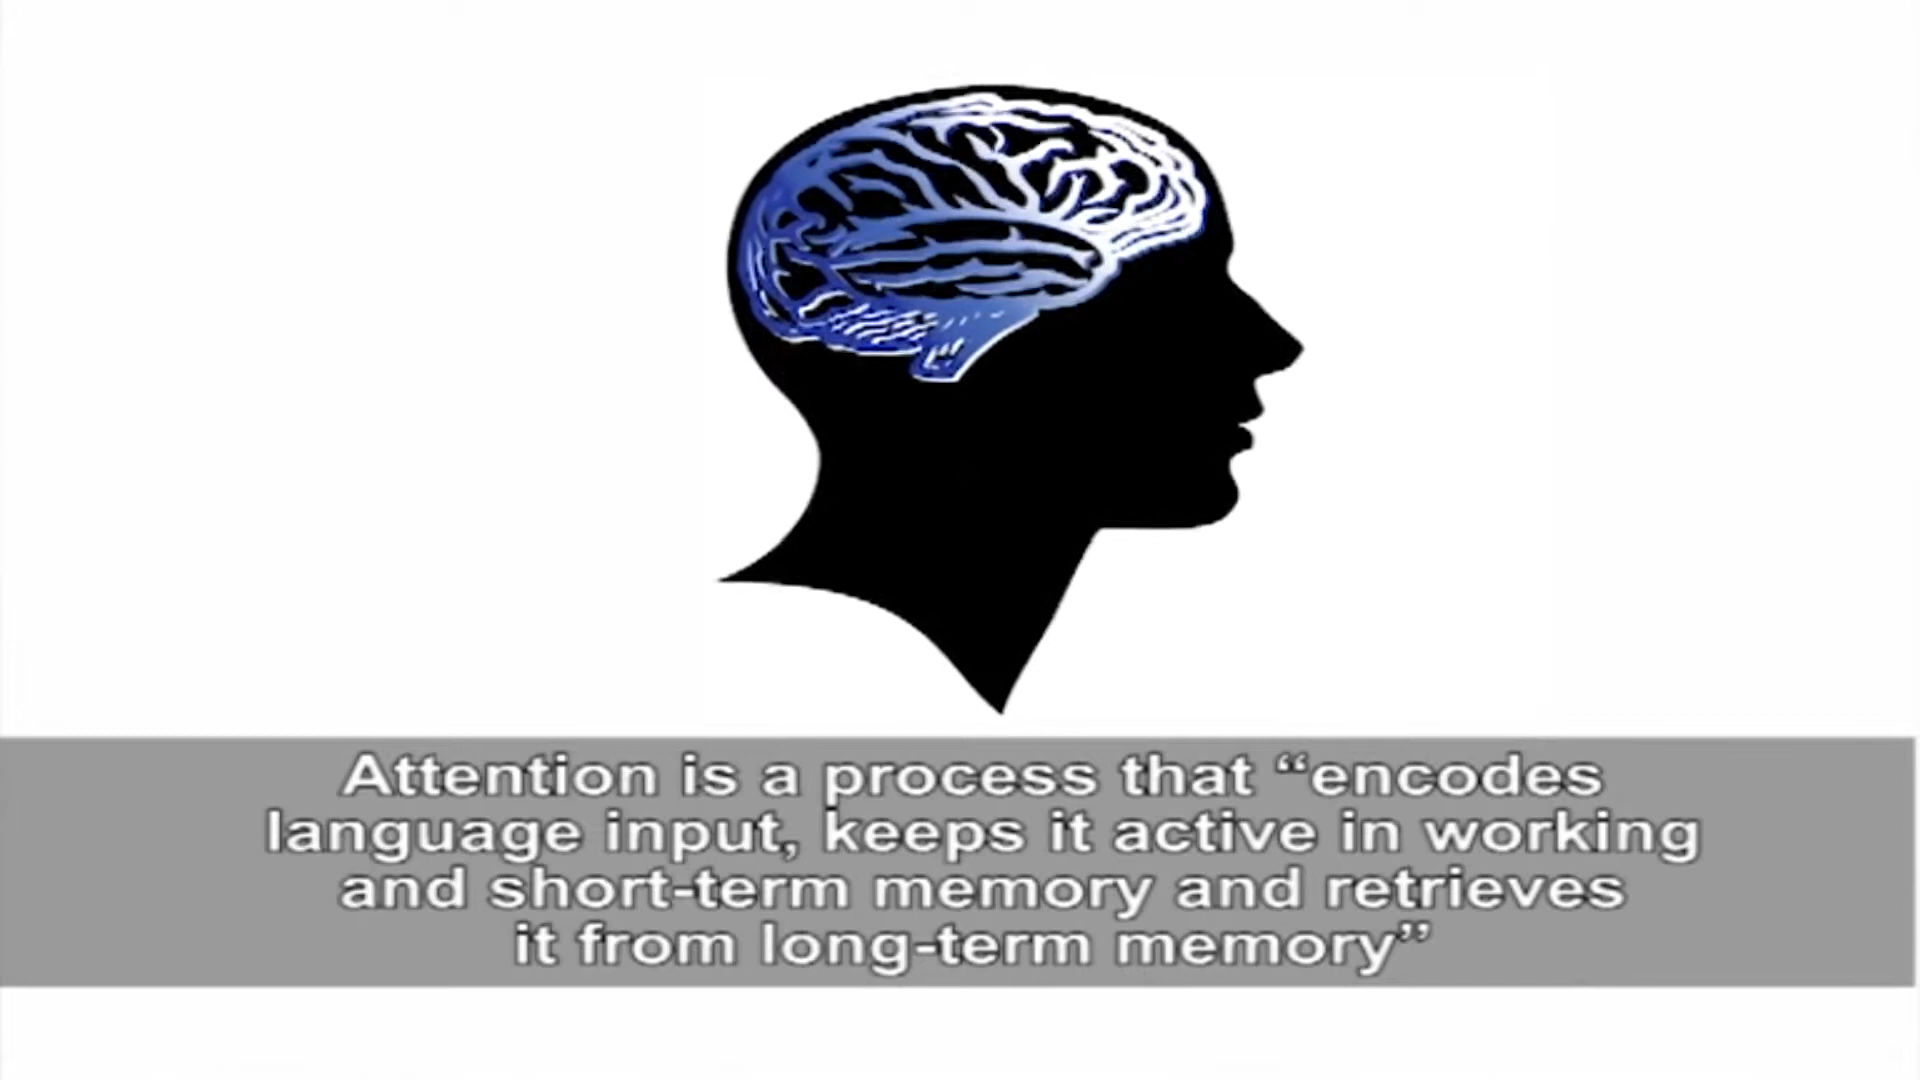 Attention is a process that “encodes
language input, keeps it active in working
and short-term memory and retrieves
it from long-term memory”